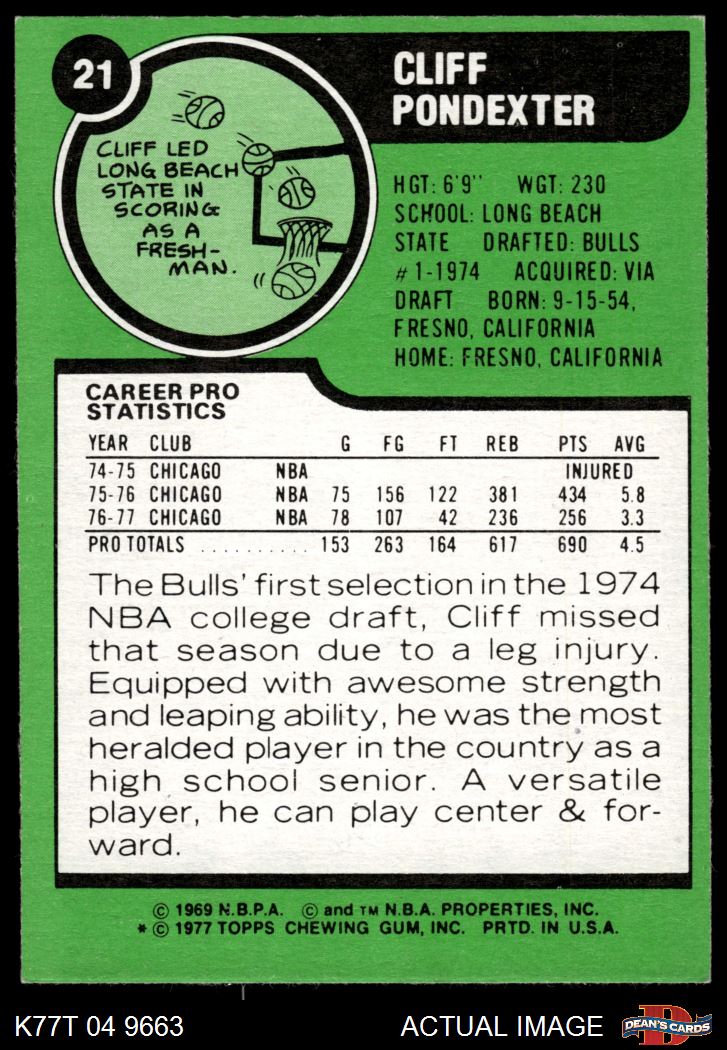 21
CLIFF
PONDEXTER
CLIFF LED
LONG BEACH
STATE IN
SCORING
AS A
FRESH-
MAN.
HGT: 6'9" WGT: 230
SCHOOL: LONG BEACH
STATE DRAFTED: BULLS
#1-1974 ACQUIRED: VIA
DRAFT BORN: 9-15-54,
FRESNO, CALIFORNIA
HOME: FRESNO, CALIFORNIA
CAREER PRO
STATISTICS
YEAR CLUB G FG FT REB PTS AVG
74-75 CHICAGO NBA INJURED
75-76 CHICAGO NBA 75 156 122 381 434 5.8
76-77 CHICAGO NBA 78 107 42 236 256 3.3
PRO TOTALS .......... 153 263 164 617 690 4.5
The Bulls' first selection in the 1974
NBA college draft, Cliff missed
that season due to a leg injury.
Equipped with awesome strength
and leaping ability, he was the most
heralded player in the country as a
high school senior. A versatile
player, he can play center & for-
ward.
© 1969 N.B.P.A. © and TM N.B.A. PROPERTIES, INC.
* © 1977 TOPPS CHEWING GUM, INC. PRTD. IN U.S.A.
K77T 04 9663 ACTUAL IMAGE
D
DEAN'S CARDS